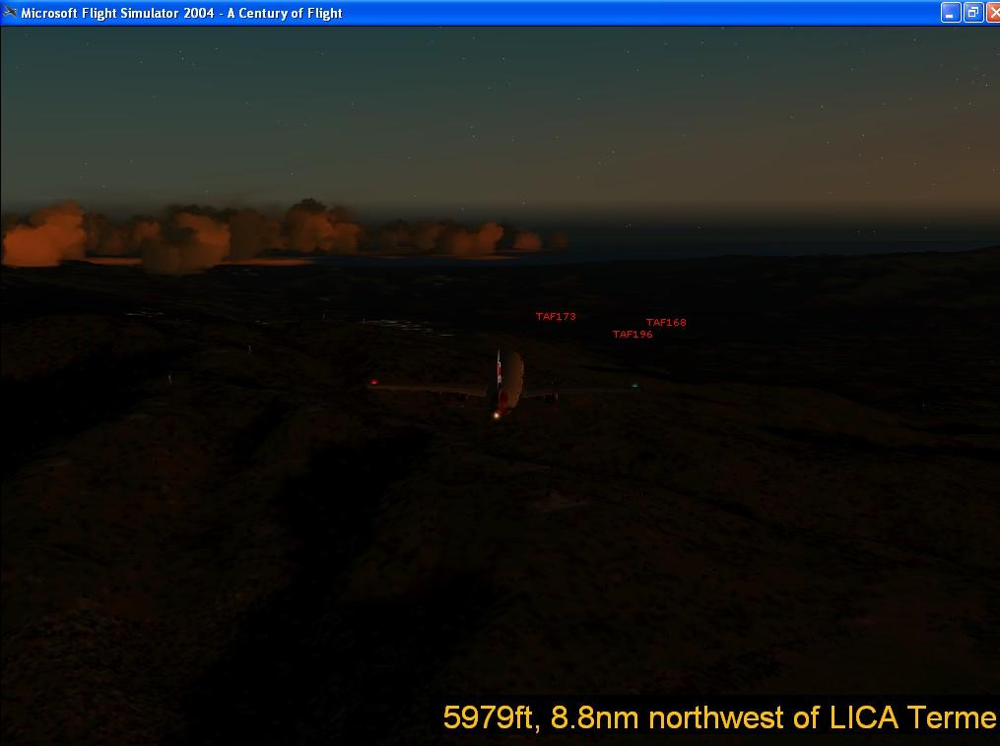 Microsoft Flight Simulator 2004 - A Century of Flight
TAF173
TAF168
TAF196
5979ft, 8.8nm northwest of LICA Terme